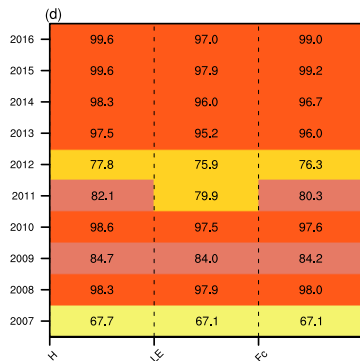 (d)
2016 99.6 97.0 99.0
2015 99.6 97.9 99.2
2014 98.3 96.0 96.7
2013 97.5 95.2 96.0
2012 77.8 75.9 76.3
2011 82.1 79.9 80.3
2010 98.6 97.5 97.6
2009 84.7 84.0 84.2
2008 98.3 97.9 98.0
2007 67.7 67.1 67.1
H LE Fc